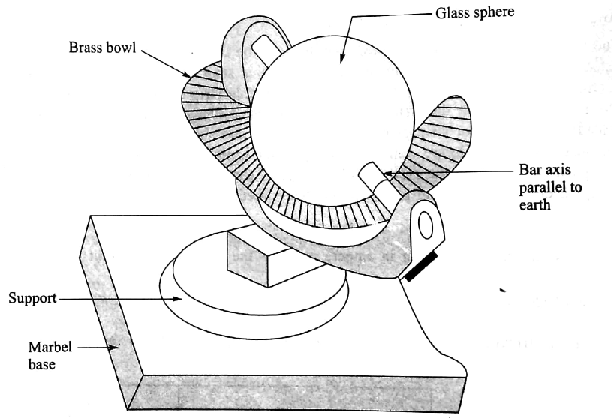 Glass sphere
Brass bowl
Bar axis
parallel to
earth
Support
Marbel
base